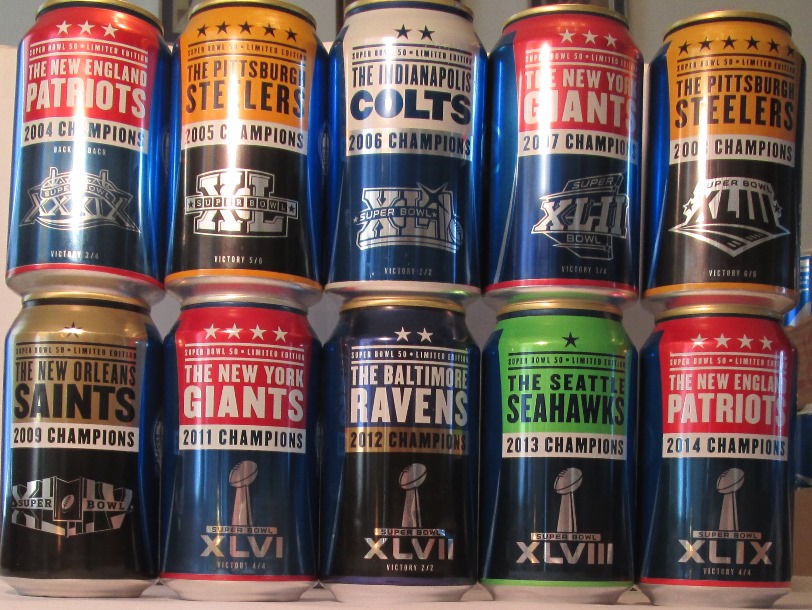 SUPER BOWL 50 • LIMITED EDITION
THE NEW ENGLAND
PATRIOTS
2004 CHAMPIONS
BACK BACK
SUPER BOWL
XXXIX
VICTORY 3/4
SUPER BOWL 50 • LIMITED EDITION
THE PITTSBURGH
STEELERS
2005 CHAMPIONS
XL
SUPER BOWL
VICTORY 5/6
SUPER BOWL 50 • LIMITED EDITION
THE INDIANAPOLIS
COLTS
2006 CHAMPIONS
XLI
SUPER BOWL
VICTORY 2/2
SUPER BOWL 50 • LIMITED EDITION
THE NEW YORK
GIANTS
2007 CHAMPIONS
SUPER
XLII
BOWL
VICTORY 3/4
SUPER BOWL 50 • LIMITED EDITION
THE PITTSBURGH
STEELERS
2008 CHAMPIONS
SUPER BOWL
XLIII
VICTORY 6/6
SUPER BOWL 50 • LIMITED EDITION
THE NEW ORLEANS
SAINTS
2009 CHAMPIONS
XLIV
SUPER BOWL
SUPER BOWL 50 • LIMITED EDITION
THE NEW YORK
GIANTS
2011 CHAMPIONS
SUPER BOWL
XLVI
VICTORY 4/4
SUPER BOWL 50 • LIMITED EDITION
THE BALTIMORE
RAVENS
2012 CHAMPIONS
SUPER BOWL
XLVII
VICTORY 2/2
SUPER BOWL 50 • LIMITED EDITION
THE SEATTLE
SEAHAWKS
2013 CHAMPIONS
SUPER BOWL
XLVIII
SUPER BOWL 50 • LIMITED EDITION
THE NEW ENGLAND
PATRIOTS
2014 CHAMPIONS
SUPER BOWL
XLIX
VICTORY 4/4